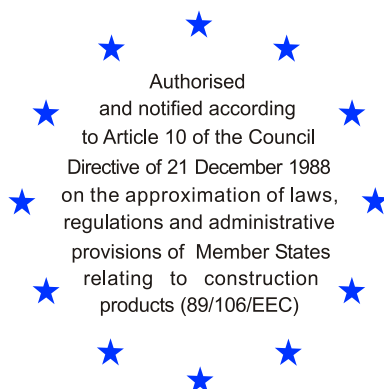 Authorised
and notified according
to Article 10 of the Council
Directive of 21 December 1988
on the approximation of laws,
regulations and administrative
provisions of Member States
relating to construction
products (89/106/EEC)